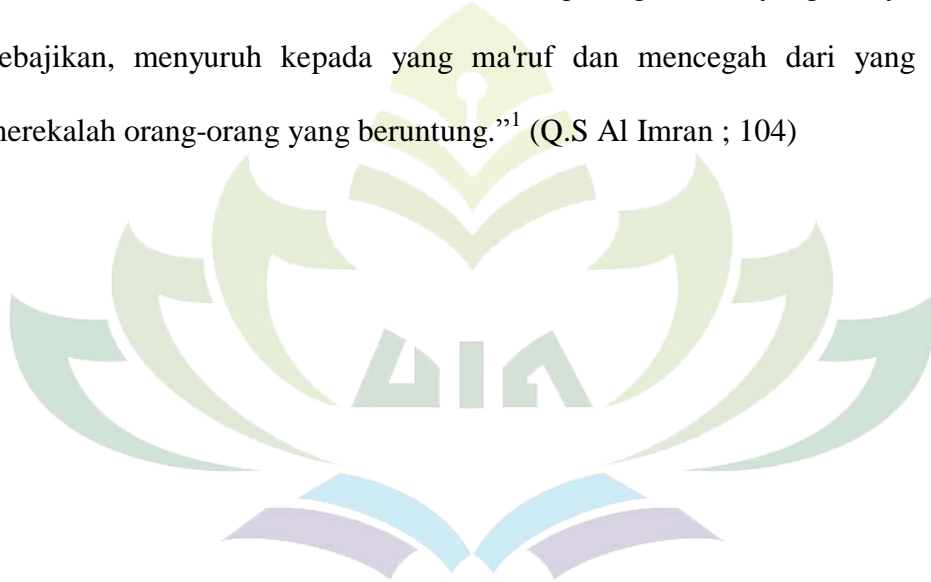 ebajikan, menyuruh kepada yang ma'ruf dan mencegah dari yang
nerekalah orang-orang yang beruntung.”1 (Q.S Al Imran ; 104)
UIN